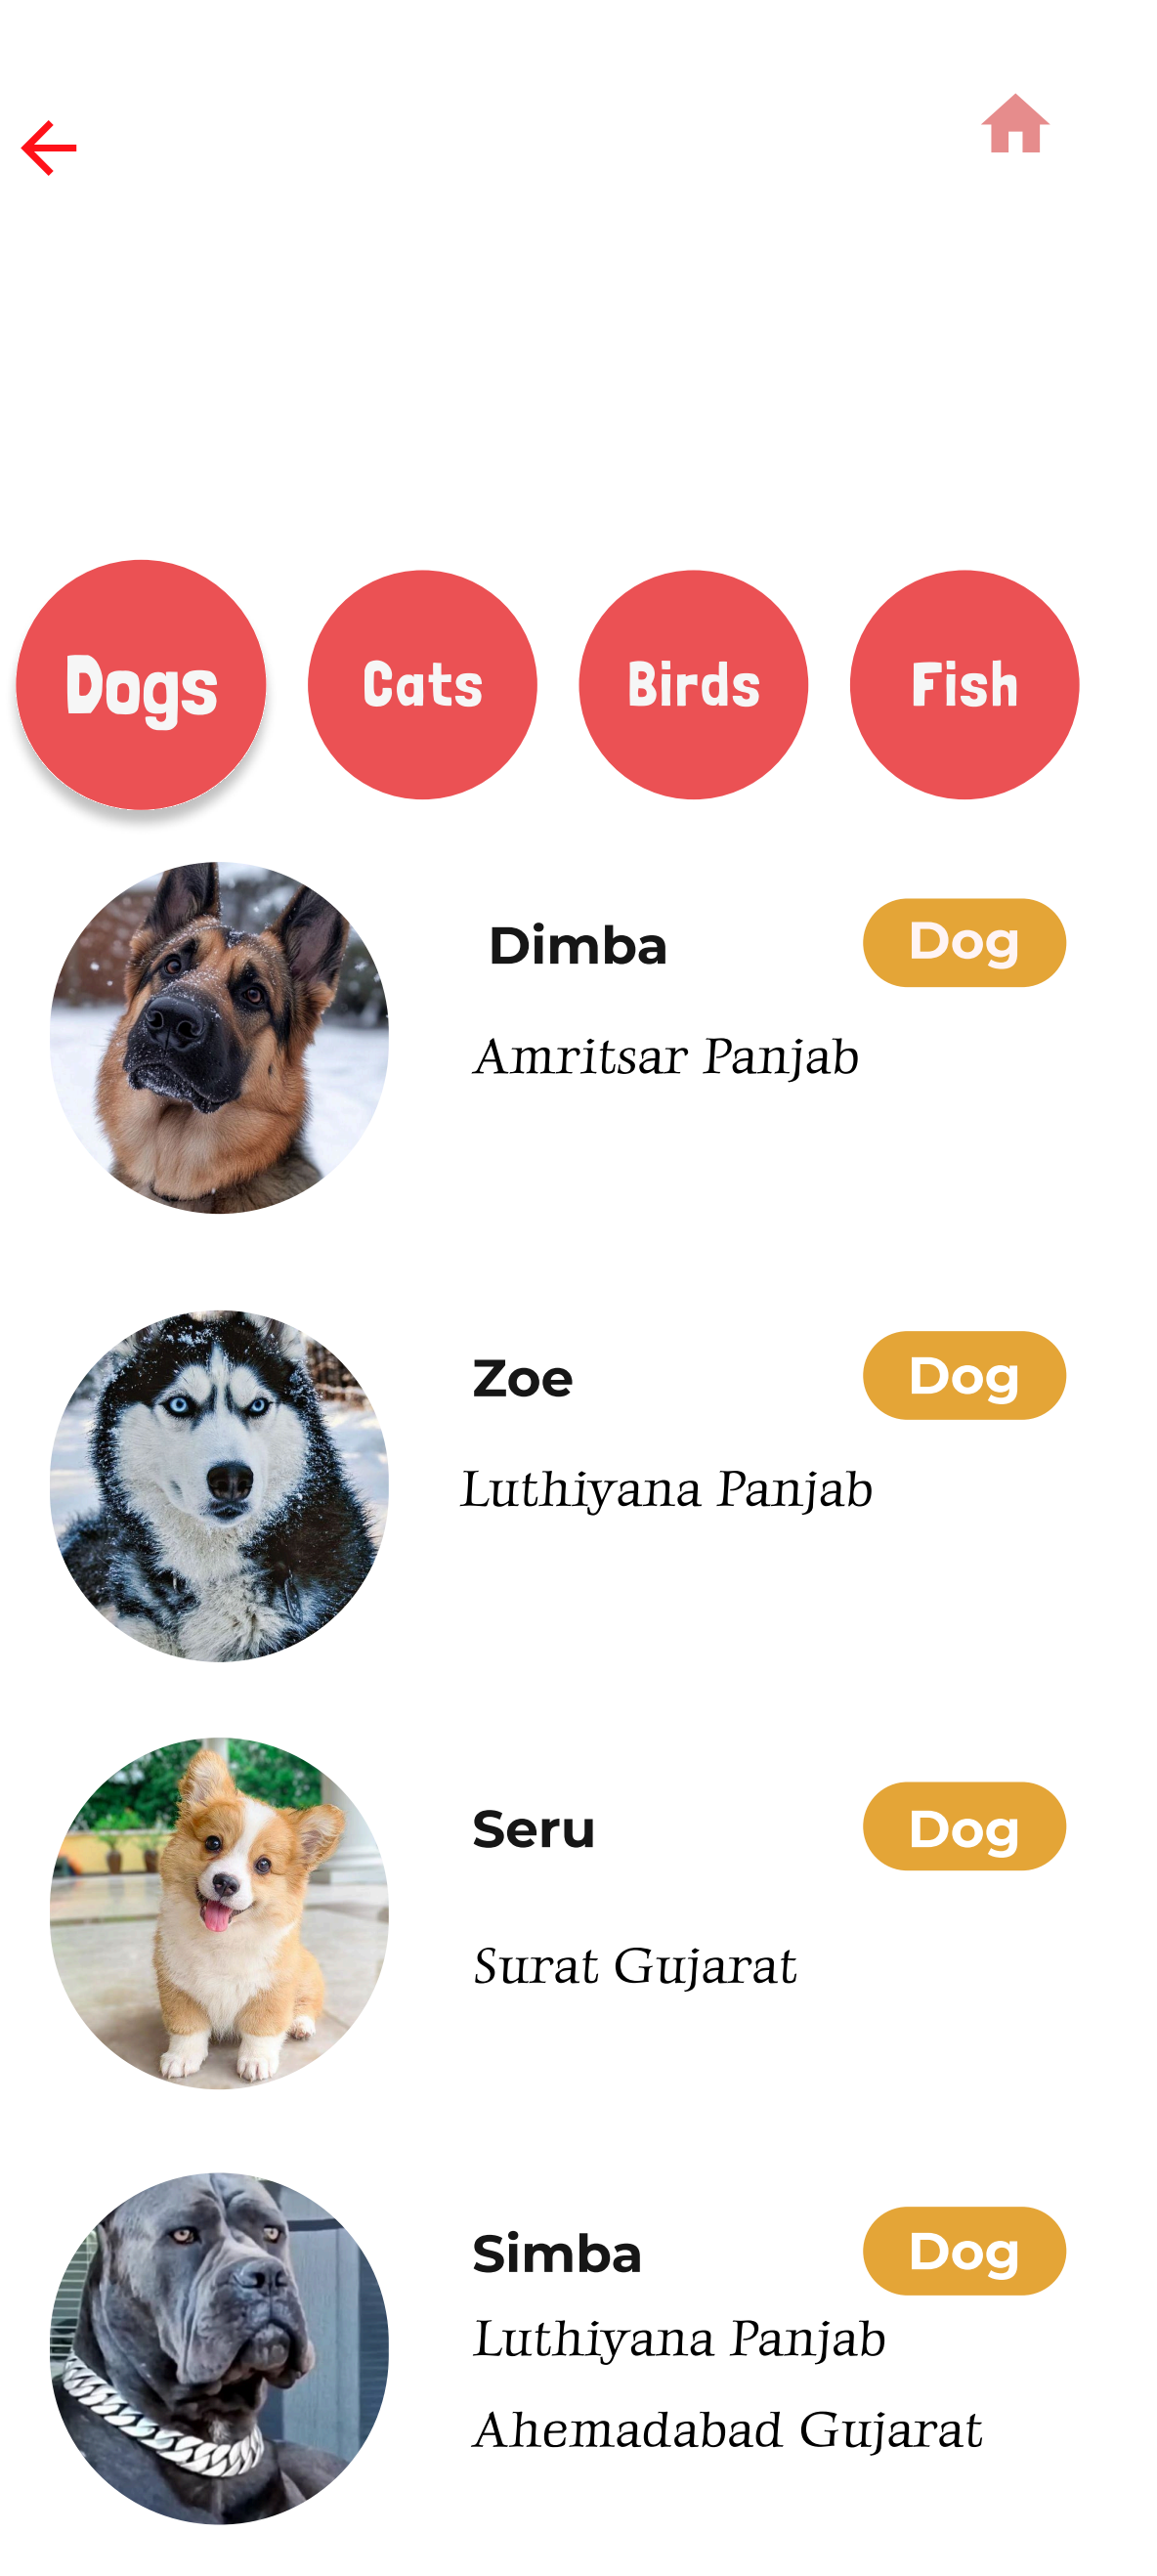 Dogs Cats Birds Fish
Dimba Dog
Amritsar Panjab
Zoe Dog
Luthiyana Panjab
Seru Dog
Surat Gujarat
Simba Dog
Luthiyana Panjab
Ahemadabad Gujarat